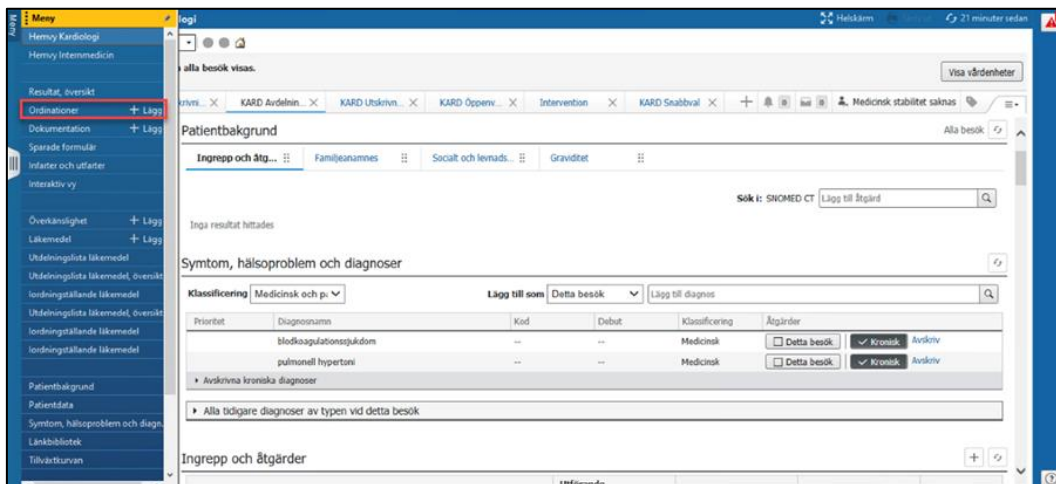 Meny
Meny
Hemvy Kardiologi
Hemvy Internmedicin
Resultat, översikt
Ordinationer + Lägg
Dokumentation + Lägg
Sparade formulär
Infarter och utfarter
Interaktiv vy
Överkänslighet + Lägg
Läkemedel + Lägg
Utdelningslista läkemedel
Utdelningslista läkemedel, översikt
Iordningställande läkemedel
Utdelningslista läkemedel, översikt
Iordningställande läkemedel
Iordningställande läkemedel
Patientbakgrund
Patientdata
Symtom, hälsoproblem och diagn.
Länkbibliotek
Tillväxtkurvan
logi
Helskärm
21 minuter sedan
alla besök visas.
Visa vårdenheter
krivni... KARD Avdelnin... KARD Utskrivn... KARD Öppenv... Intervention KARD Snabbval
0 0 Medicinsk stabilitet saknas
Patientbakgrund
Alla besök
Ingrepp och åtg... Familjeanamnes Socialt och levnads... Graviditet
Sök i: SNOMED CT Lägg till åtgärd
Inga resultat hittades
Symtom, hälsoproblem och diagnoser
Klassificering Medicinsk och pa Lägg till som Detta besök Lägg till diagnos
Prioritet Diagnosnamn Kod Debut Klassificering Åtgärder
blodkoagulationssjukdom -- -- Medicinsk Detta besök Kronisk Avskriv
pulmonell hypertoni -- -- Medicinsk Detta besök Kronisk Avskriv
Avskrivna kroniska diagnoser
Alla tidigare diagnoser av typen vid detta besök
Ingrepp och åtgärder
Utförande